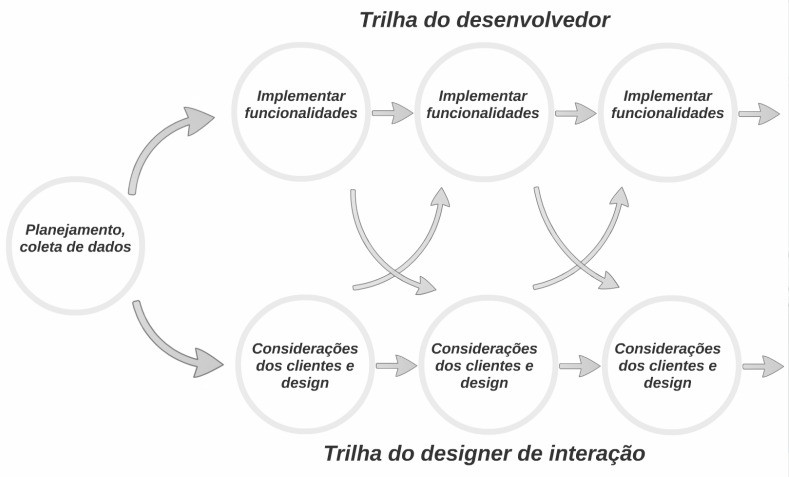 Trilha do desenvolvedor
Implementar
funcionalidades
Implementar
funcionalidades
Implementar
funcionalidades
Planejamento,
coleta de dados
Considerações
dos clientes e
design
Considerações
dos clientes e
design
Considerações
dos clientes e
design
Trilha do designer de interação